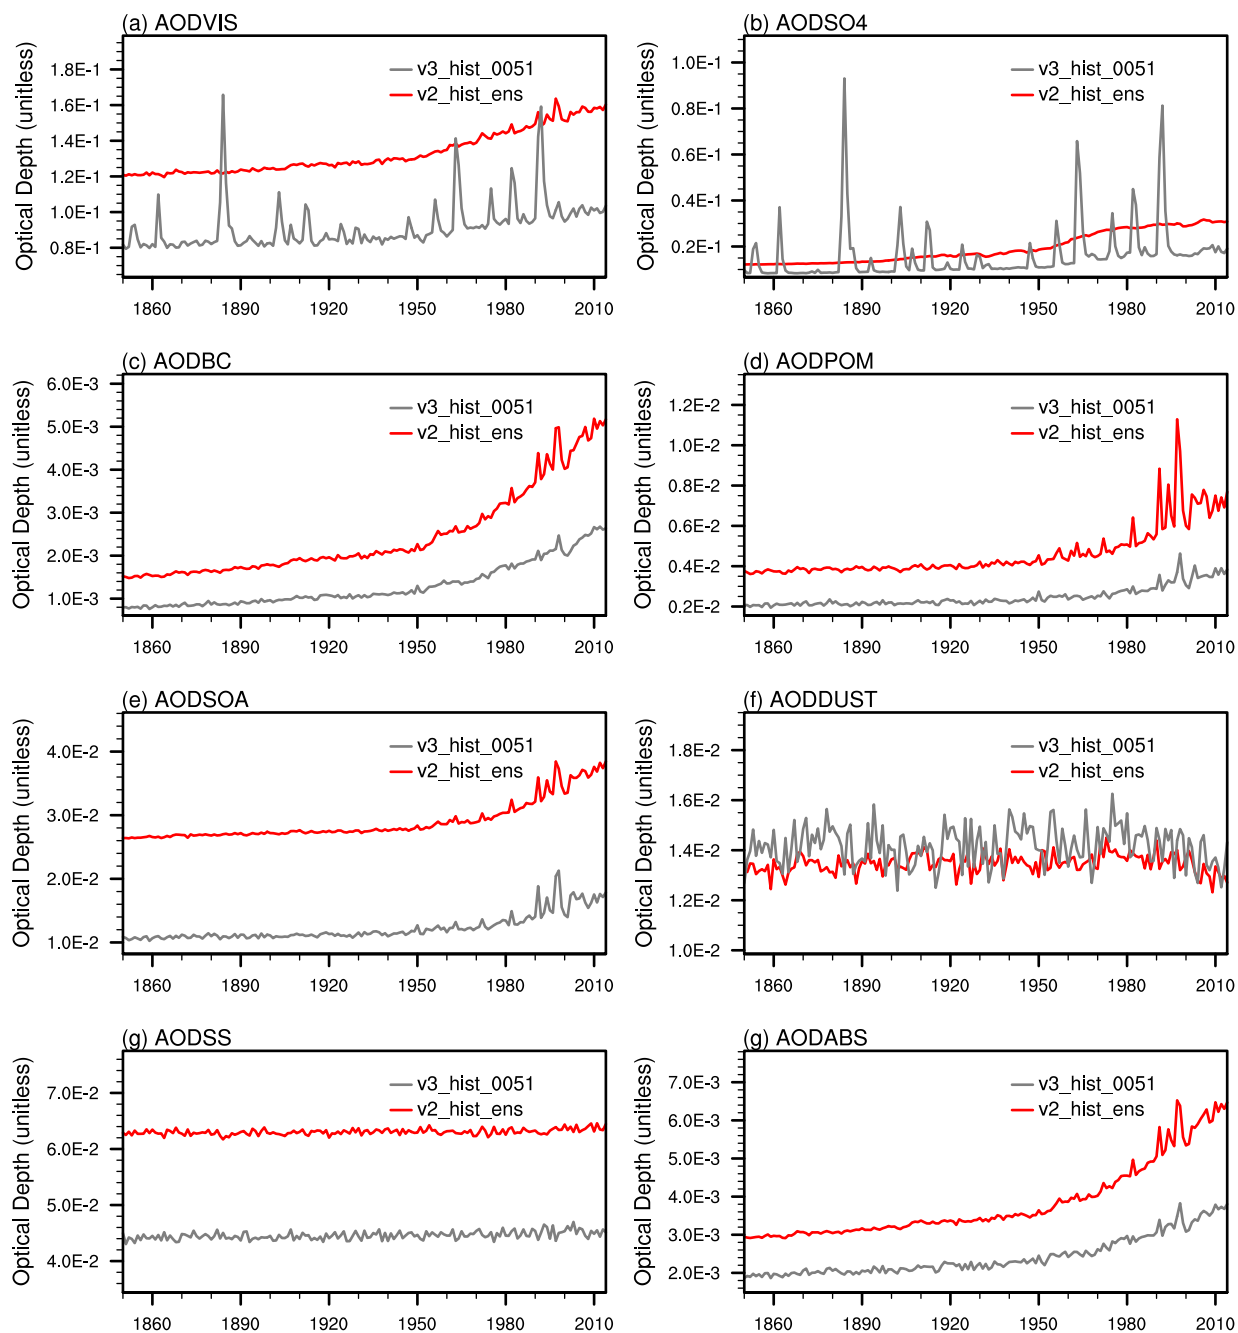 (a) AODVIS
Optical Depth (unitless)
1.8E-1
1.6E-1
1.4E-1
1.2E-1
1.0E-1
0.8E-1
v3_hist_0051
v2_hist_ens
1860 1890 1920 1950 1980 2010
(b) AODSO4
Optical Depth (unitless)
1.0E-1
0.8E-1
0.6E-1
0.4E-1
0.2E-1
v3_hist_0051
v2_hist_ens
1860 1890 1920 1950 1980 2010
(c) AODBC
Optical Depth (unitless)
6.0E-3
5.0E-3
4.0E-3
3.0E-3
2.0E-3
1.0E-3
v3_hist_0051
v2_hist_ens
1860 1890 1920 1950 1980 2010
(d) AODPOM
Optical Depth (unitless)
1.2E-2
1.0E-2
0.8E-2
0.6E-2
0.4E-2
0.2E-2
v3_hist_0051
v2_hist_ens
1860 1890 1920 1950 1980 2010
(e) AODSOA
Optical Depth (unitless)
4.0E-2
3.0E-2
2.0E-2
1.0E-2
v3_hist_0051
v2_hist_ens
1860 1890 1920 1950 1980 2010
(f) AODDUST
Optical Depth (unitless)
1.8E-2
1.6E-2
1.4E-2
1.2E-2
1.0E-2
v3_hist_0051
v2_hist_ens
1860 1890 1920 1950 1980 2010
(g) AODSS
Optical Depth (unitless)
7.0E-2
6.0E-2
5.0E-2
4.0E-2
v3_hist_0051
v2_hist_ens
1860 1890 1920 1950 1980 2010
(g) AODABS
Optical Depth (unitless)
7.0E-3
6.0E-3
5.0E-3
4.0E-3
3.0E-3
2.0E-3
v3_hist_0051
v2_hist_ens
1860 1890 1920 1950 1980 2010